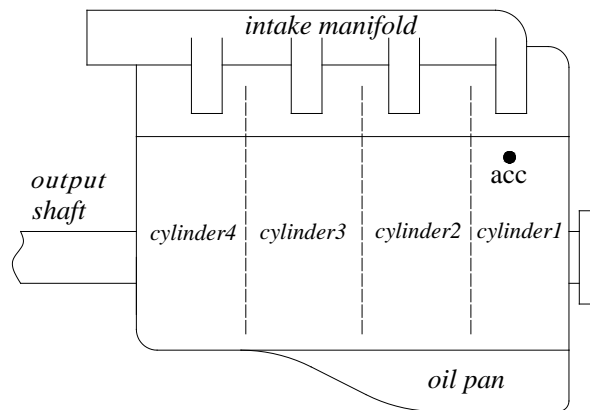 intake manifold
acc
output
shaft
cylinder4
cylinder3
cylinder2
cylinder1
oil pan